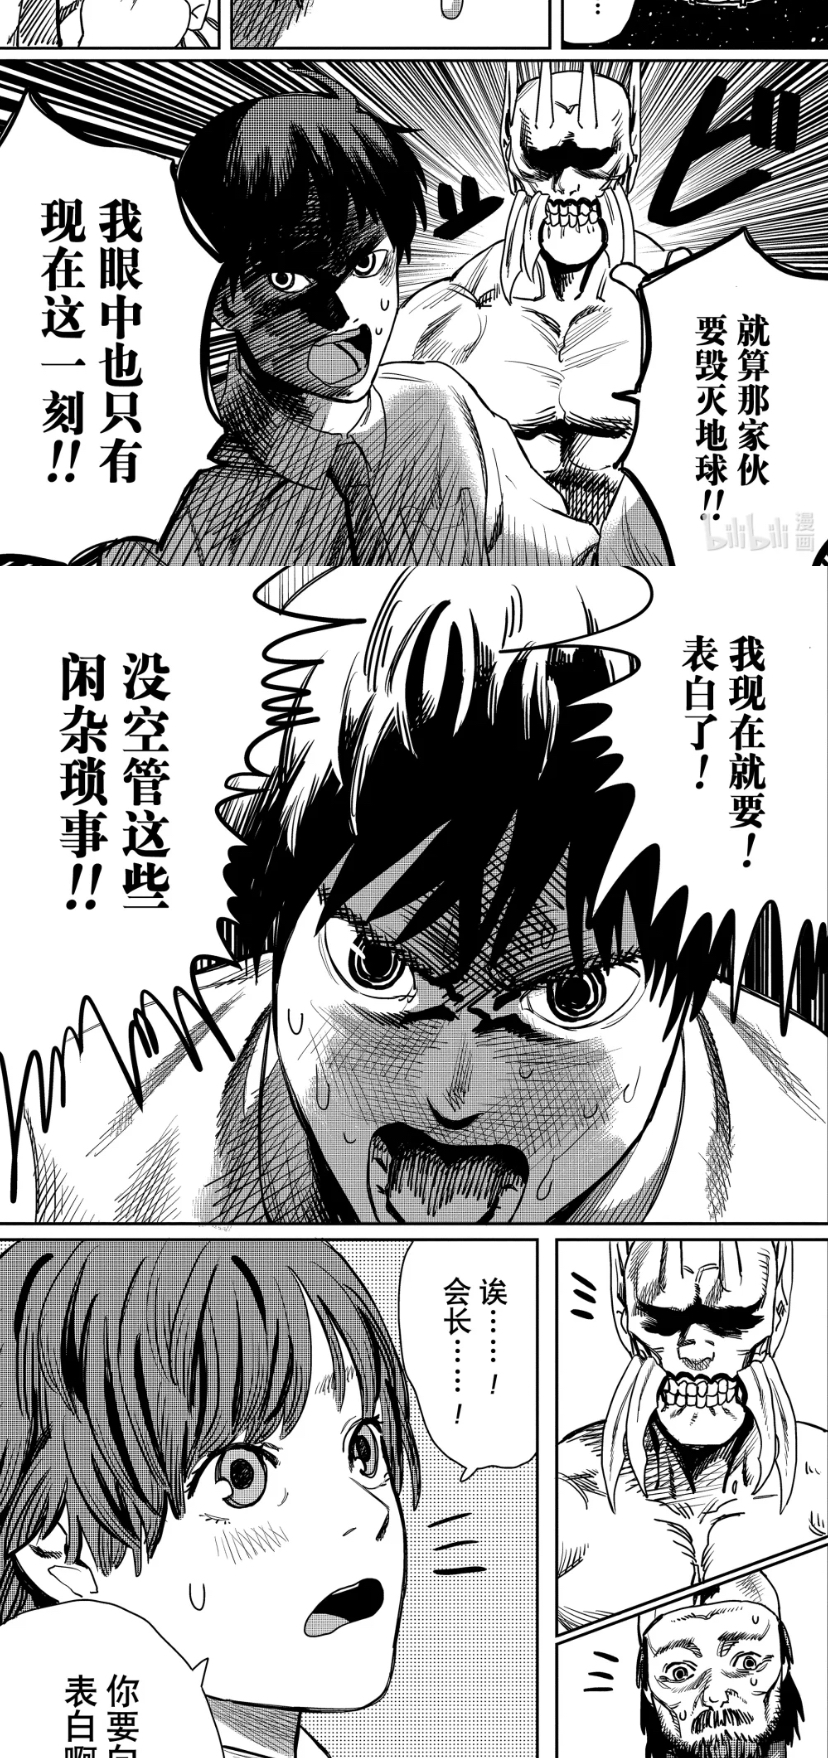 …
ビッ
就算那家伙
要毁灭地球!!
我眼中也只有
现在这一刻!!
bilibili 漫画
我现在就要！
表白了！
没空管这些
闲杂琐事!!
诶……！
会长……！
你要向
表白啊